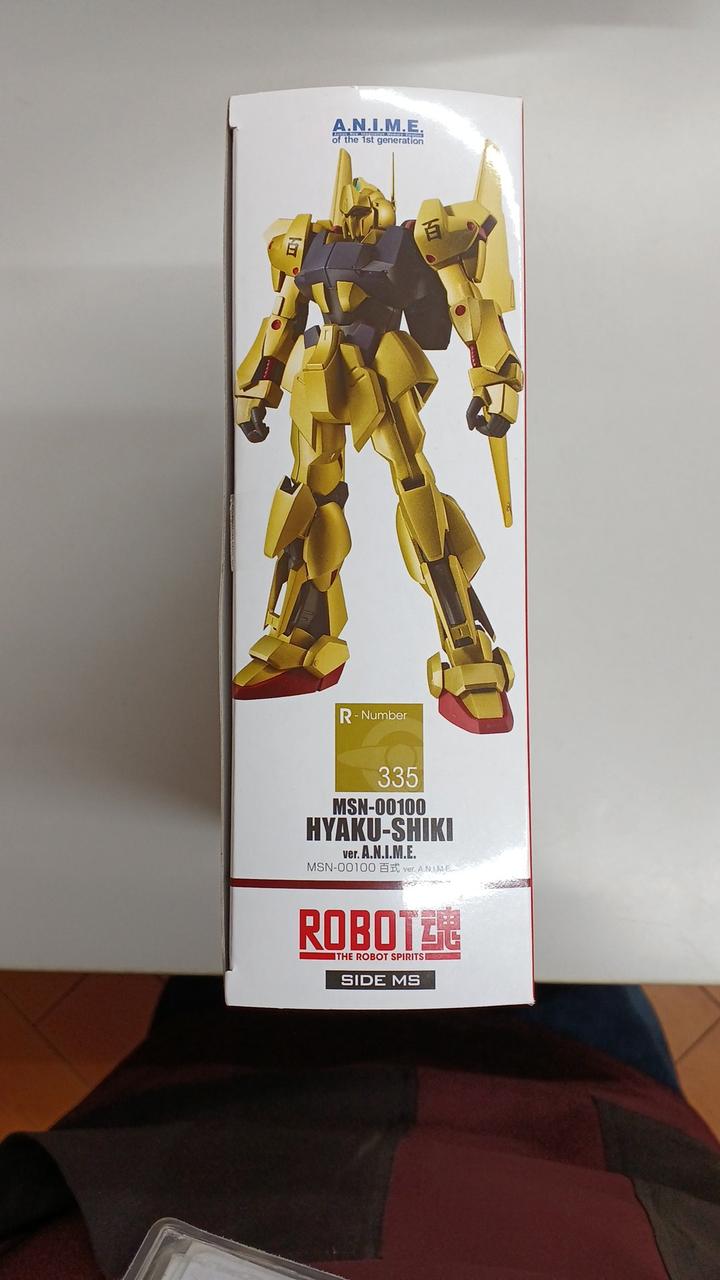 A.N.I.M.E.
of the 1st generation
百
百
R - Number
335
MSN-00100
HYAKU-SHIKI
ver. A.N.I.M.E.
MSN-00100 百式 ver. A.N.I.M.E.
ROBOT魂
THE ROBOT SPIRITS
SIDE MS